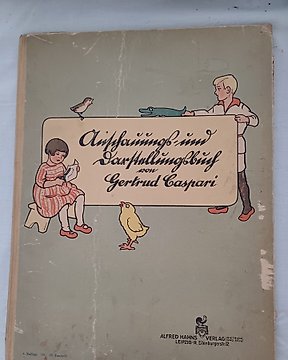 Anschauungs- und
Darstellungsbuch
von
Gertrud Caspari
ALFRED HAHNS VERLAG
LEIPZIG